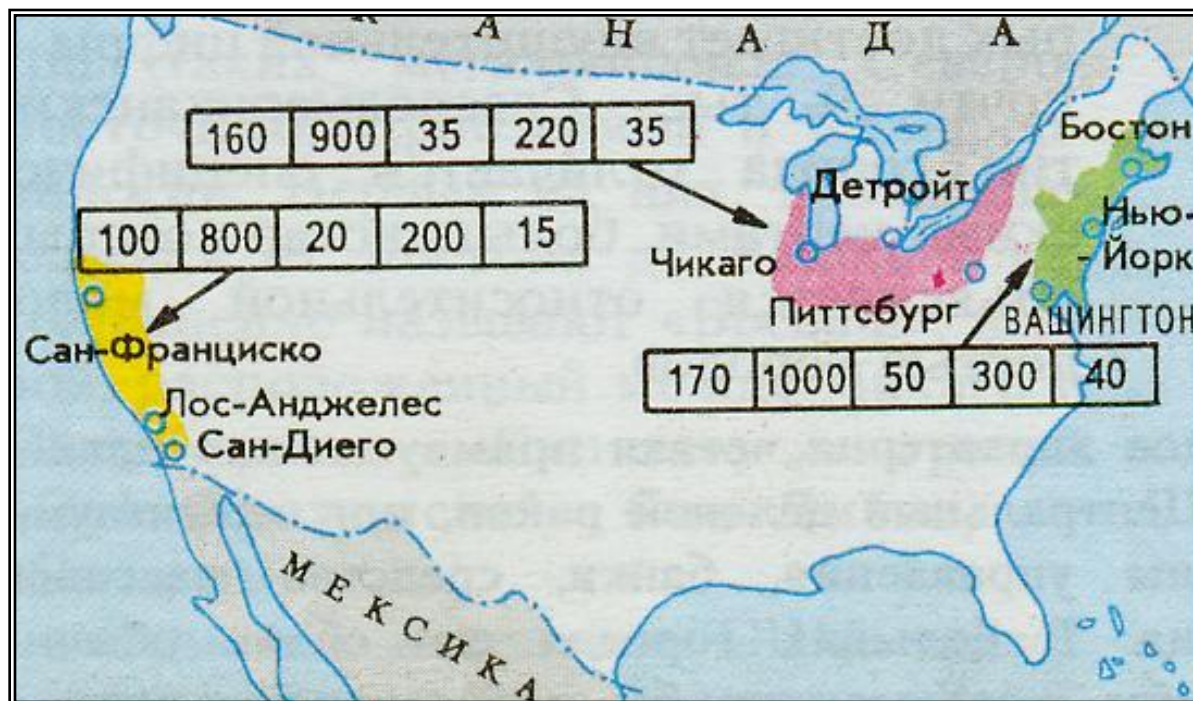 КАНАДА
160 900 35 220 35
Бостон
Детройт
100 800 20 200 15
Нью-
-Йорк
Чикаго
Питтсбург
ВАШИНГТОН
Сан-Франциско
170 1000 50 300 40
Лос-Анджелес
Сан-Диего
МЕКСИКА